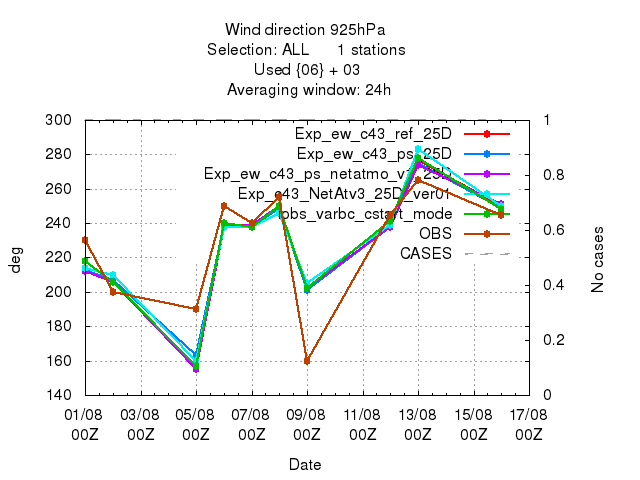 Wind direction 925hPa
Selection: ALL 1 stations
Used {06} + 03
Averaging window: 24h
300 1
280
260 0.8
240
220 0.6
200 0.4
180
160 0.2
140 0
deg
No cases
Exp_ew_c43_ref_25D
Exp_ew_c43_ps_25D
Exp_ew_c43_ps_netatmo_v3_25D
Exp_c43_NetAtv3_25D_ver01
obs_varbc_cstart_mode
OBS
CASES
01/08 03/08 05/08 07/08 09/08 11/08 13/08 15/08 17/08
00Z 00Z 00Z 00Z 00Z 00Z 00Z 00Z 00Z
Date